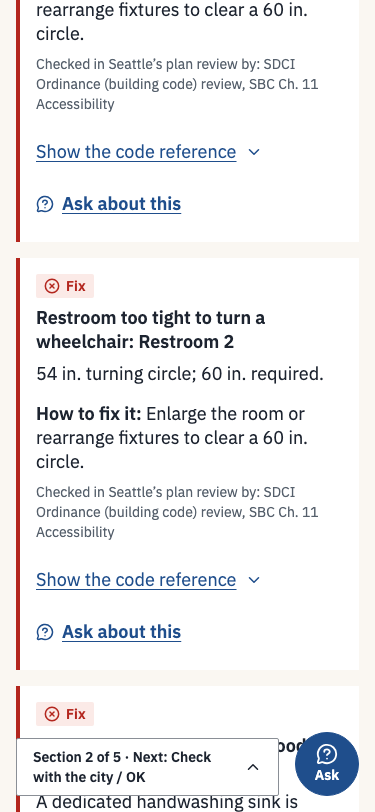 rearrange fixtures to clear a 60 in.
circle.
Checked in Seattle’s plan review by: SDCI
Ordinance (building code) review, SBC Ch. 11
Accessibility
Show the code reference
Ask about this
Fix
Restroom too tight to turn a
wheelchair: Restroom 2
54 in. turning circle; 60 in. required.
How to fix it: Enlarge the room or
rearrange fixtures to clear a 60 in.
circle.
Checked in Seattle’s plan review by: SDCI
Ordinance (building code) review, SBC Ch. 11
Accessibility
Show the code reference
Ask about this
Fix
Section 2 of 5 · Next: Check
with the city / OK
Ask
A dedicated handwashing sink is